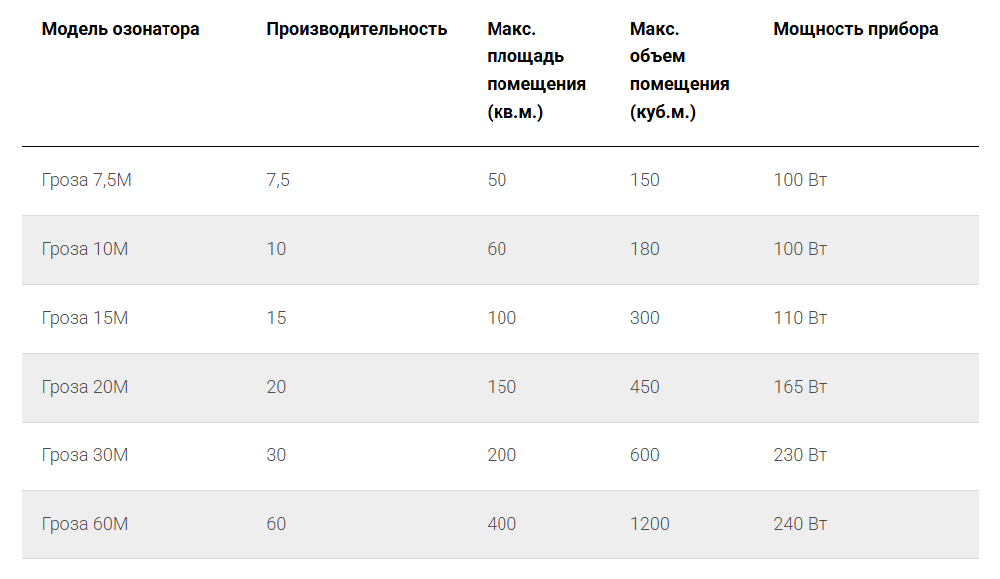 Модель озонатора Производительность Макс. площадь помещения (кв.м.) Макс. объем помещения (куб.м.) Мощность прибора
Гроза 7,5М 7,5 50 150 100 Вт
Гроза 10М 10 60 180 100 Вт
Гроза 15М 15 100 300 110 Вт
Гроза 20М 20 150 450 165 Вт
Гроза 30М 30 200 600 230 Вт
Гроза 60М 60 400 1200 240 Вт